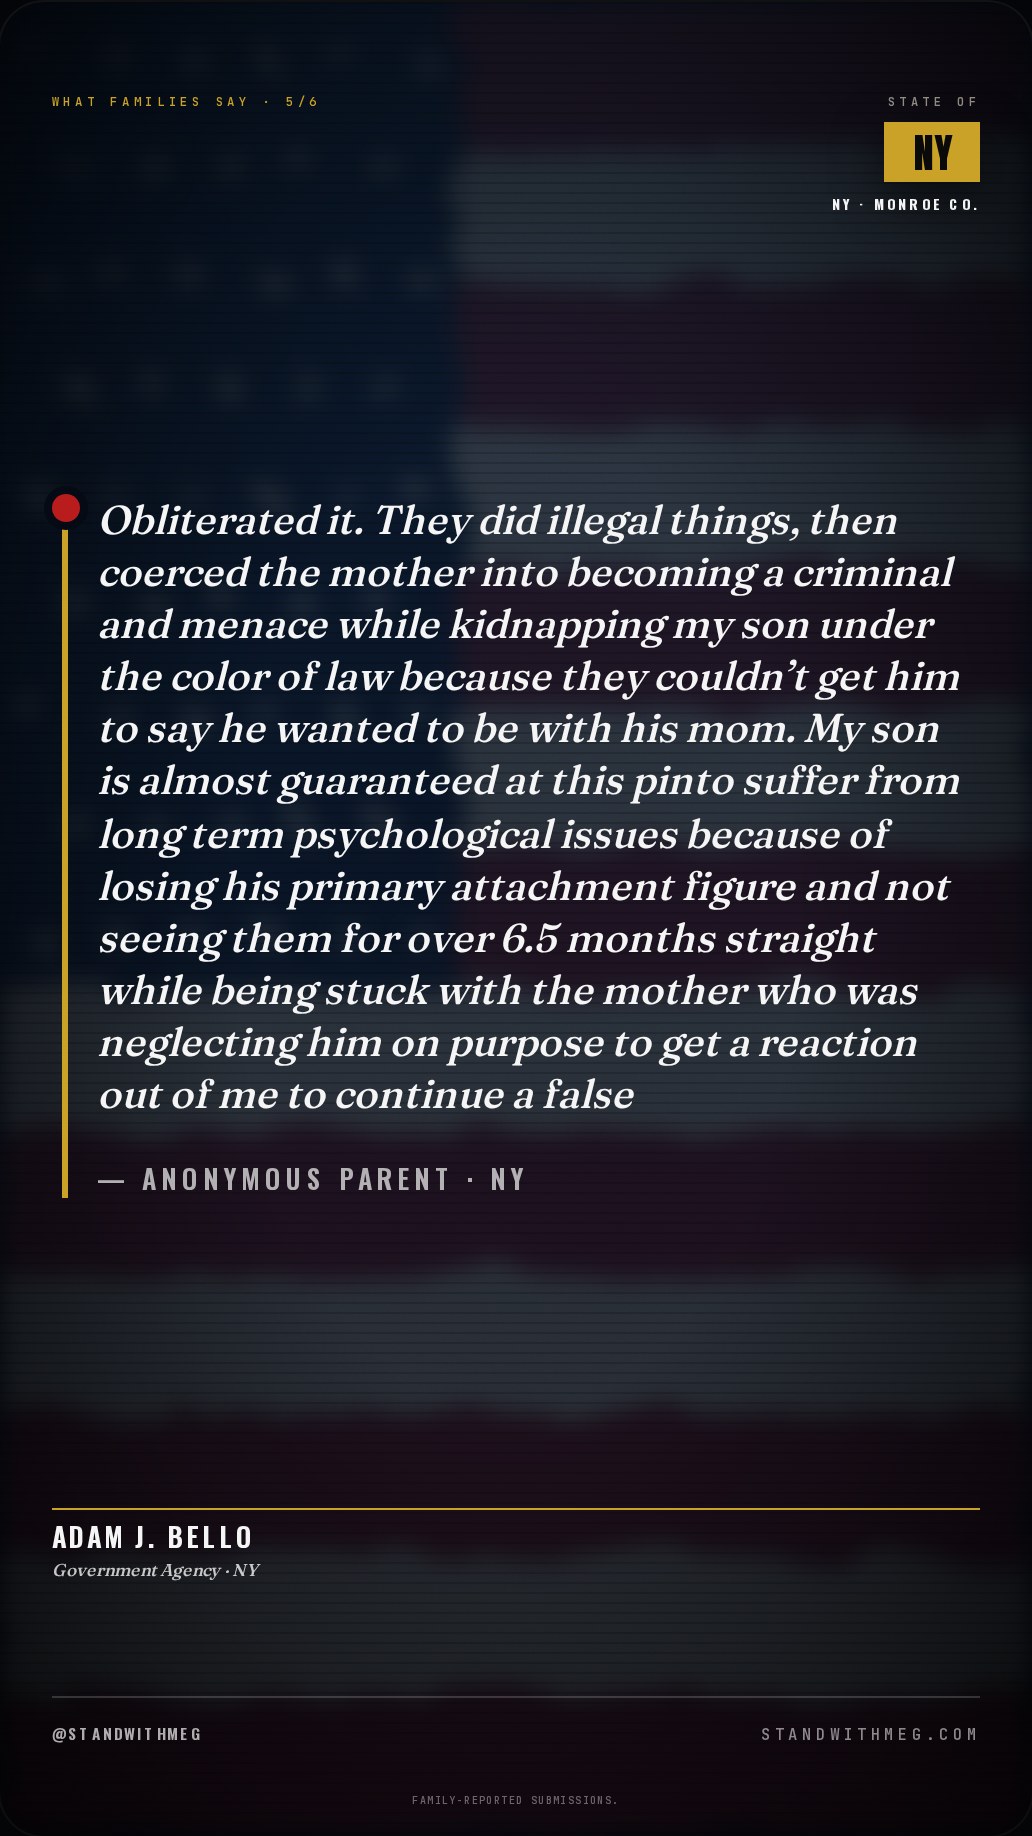 WHAT FAMILIES SAY · 5/6
STATE OF
NY
NY · MONROE CO.
Obliterated it. They did illegal things, then
coerced the mother into becoming a criminal
and menace while kidnapping my son under
the color of law because they couldn’t get him
to say he wanted to be with his mom. My son
is almost guaranteed at this pinto suffer from
long term psychological issues because of
losing his primary attachment figure and not
seeing them for over 6.5 months straight
while being stuck with the mother who was
neglecting him on purpose to get a reaction
out of me to continue a false
— ANONYMOUS PARENT · NY
ADAM J. BELLO
Government Agency · NY
@STANDWITHMEG
STANDWITHMEG.COM
FAMILY-REPORTED SUBMISSIONS.